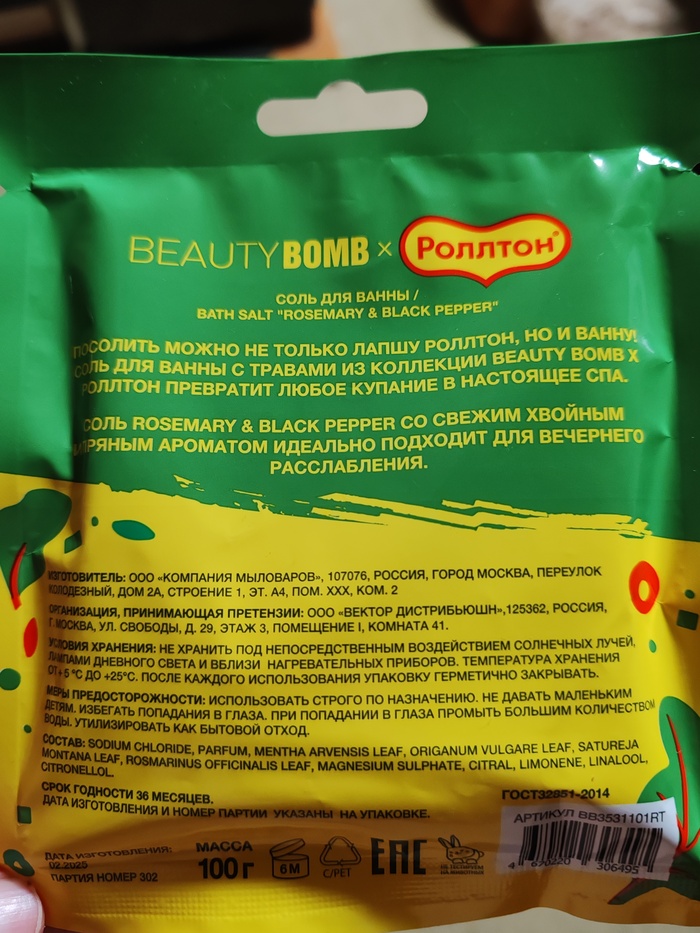 BEAUTY BOMB × Роллтон®
СОЛЬ ДЛЯ ВАННЫ /
BATH SALT "ROSEMARY & BLACK PEPPER"
ПОСОЛИТЬ МОЖНО НЕ ТОЛЬКО ЛАПШУ РОЛЛТОН, НО И ВАННУ!
СОЛЬ ДЛЯ ВАННЫ С ТРАВАМИ ИЗ КОЛЛЕКЦИИ BEAUTY BOMB X
РОЛЛТОН ПРЕВРАТИТ ЛЮБОЕ КУПАНИЕ В НАСТОЯЩЕЕ СПА.
СОЛЬ ROSEMARY & BLACK PEPPER СО СВЕЖИМ ХВОЙНЫМ
И ПРЯНЫМ АРОМАТОМ ИДЕАЛЬНО ПОДХОДИТ ДЛЯ ВЕЧЕРНЕГО
РАССЛАБЛЕНИЯ.
ИЗГОТОВИТЕЛЬ: ООО «КОМПАНИЯ МЫЛОВАРОВ», 107076, РОССИЯ, ГОРОД МОСКВА, ПЕРЕУЛОК
КОЛОДЕЗНЫЙ, ДОМ 2А, СТРОЕНИЕ 1, ЭТ. А4, ПОМ. XXX, КОМ. 2
ОРГАНИЗАЦИЯ, ПРИНИМАЮЩАЯ ПРЕТЕНЗИИ: ООО «ВЕКТОР ДИСТРИБЬЮШН»,125362, РОССИЯ,
Г.МОСКВА, УЛ. СВОБОДЫ, Д. 29, ЭТАЖ 3, ПОМЕЩЕНИЕ I, КОМНАТА 41.
УСЛОВИЯ ХРАНЕНИЯ: НЕ ХРАНИТЬ ПОД НЕПОСРЕДСТВЕННЫМ ВОЗДЕЙСТВИЕМ СОЛНЕЧНЫХ ЛУЧЕЙ,
ЛАМПАМИ ДНЕВНОГО СВЕТА И ВБЛИЗИ НАГРЕВАТЕЛЬНЫХ ПРИБОРОВ. ТЕМПЕРАТУРА ХРАНЕНИЯ
ОТ+ 5 °С ДО +25°С. ПОСЛЕ КАЖДОГО ИСПОЛЬЗОВАНИЯ УПАКОВКУ ГЕРМЕТИЧНО ЗАКРЫВАТЬ.
МЕРЫ ПРЕДОСТОРОЖНОСТИ: ИСПОЛЬЗОВАТЬ СТРОГО ПО НАЗНАЧЕНИЮ. НЕ ДАВАТЬ МАЛЕНЬКИМ
ДЕТЯМ. ИЗБЕГАТЬ ПОПАДАНИЯ В ГЛАЗА. ПРИ ПОПАДАНИИ В ГЛАЗА ПРОМЫТЬ БОЛЬШИМ КОЛИЧЕСТВОМ
ВОДЫ. УТИЛИЗИРОВАТЬ КАК БЫТОВОЙ ОТХОД.
СОСТАВ: SODIUM CHLORIDE, PARFUM, MENTHA ARVENSIS LEAF, ORIGANUM VULGARE LEAF, SATUREJA
MONTANA LEAF, ROSMARINUS OFFICINALIS LEAF, MAGNESIUM SULPHATE, CITRAL, LIMONENE, LINALOOL,
CITRONELLOL.
СРОК ГОДНОСТИ 36 МЕСЯЦЕВ.
ДАТА ИЗГОТОВЛЕНИЯ И НОМЕР ПАРТИИ УКАЗАНЫ НА УПАКОВКЕ.
ГОСТ32851-2014
АРТИКУЛ BB3531101RT
4 690220 306495
ДАТА ИЗГОТОВЛЕНИЯ:
02.2025
ПАРТИЯ НОМЕР 302
МАССА
100 г
6M
C/PET
EAC
НЕ ТЕСТИРУЕМ
НА ЖИВОТНЫХ